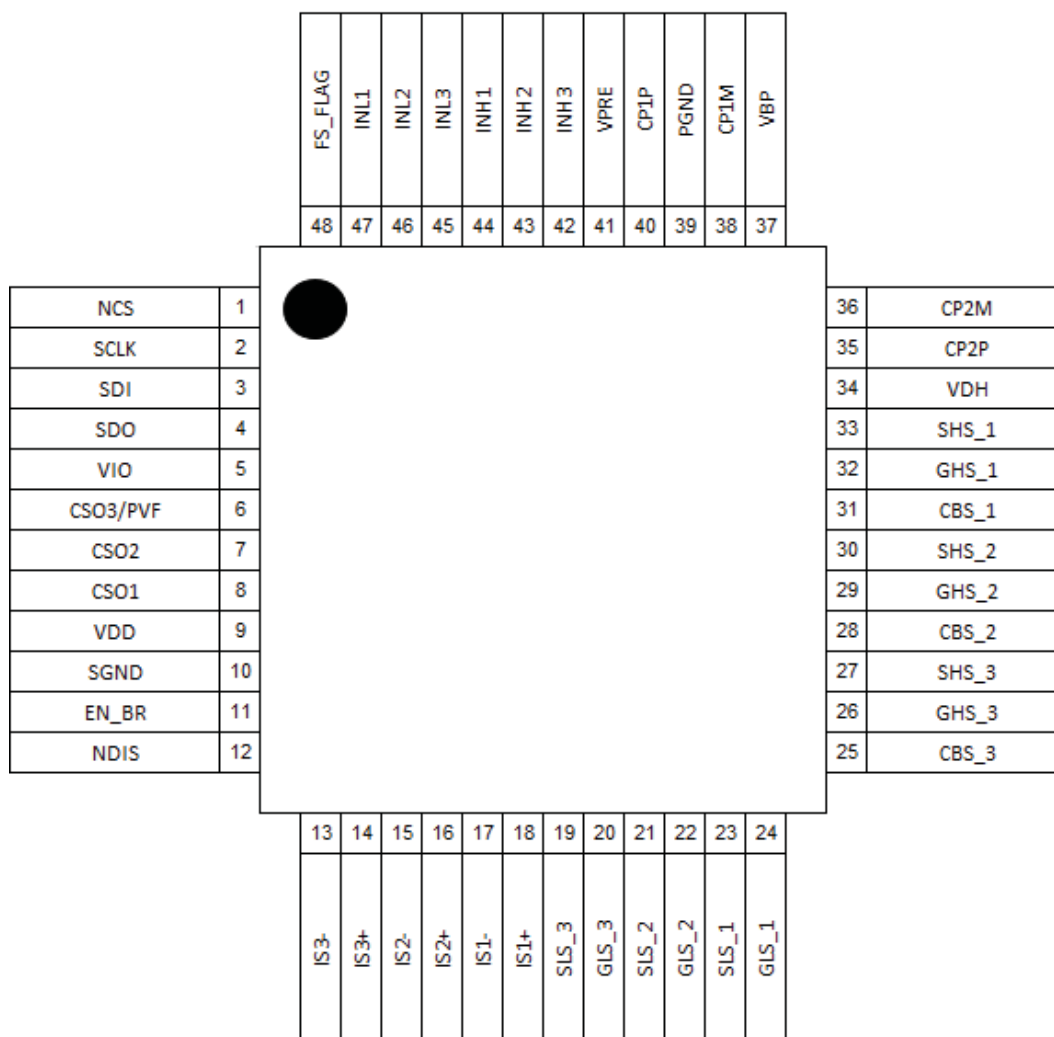 FS_FLAG INL1 INL2 INL3 INH1 INH2 INH3 VPRE CP1P PGND CP1M VBP
48 47 46 45 44 43 42 41 40 39 38 37
NCS 1 36 CP2M
SCLK 2 35 CP2P
SDI 3 34 VDH
SDO 4 33 SHS_1
VIO 5 32 GHS_1
CSO3/PVF 6 31 CBS_1
CSO2 7 30 SHS_2
CSO1 8 29 GHS_2
VDD 9 28 CBS_2
SGND 10 27 SHS_3
EN_BR 11 26 GHS_3
NDIS 12 25 CBS_3
13 14 15 16 17 18 19 20 21 22 23 24
IS3- IS3+ IS2- IS2+ IS1- IS1+ SLS_3 GLS_3 SLS_2 GLS_2 SLS_1 GLS_1